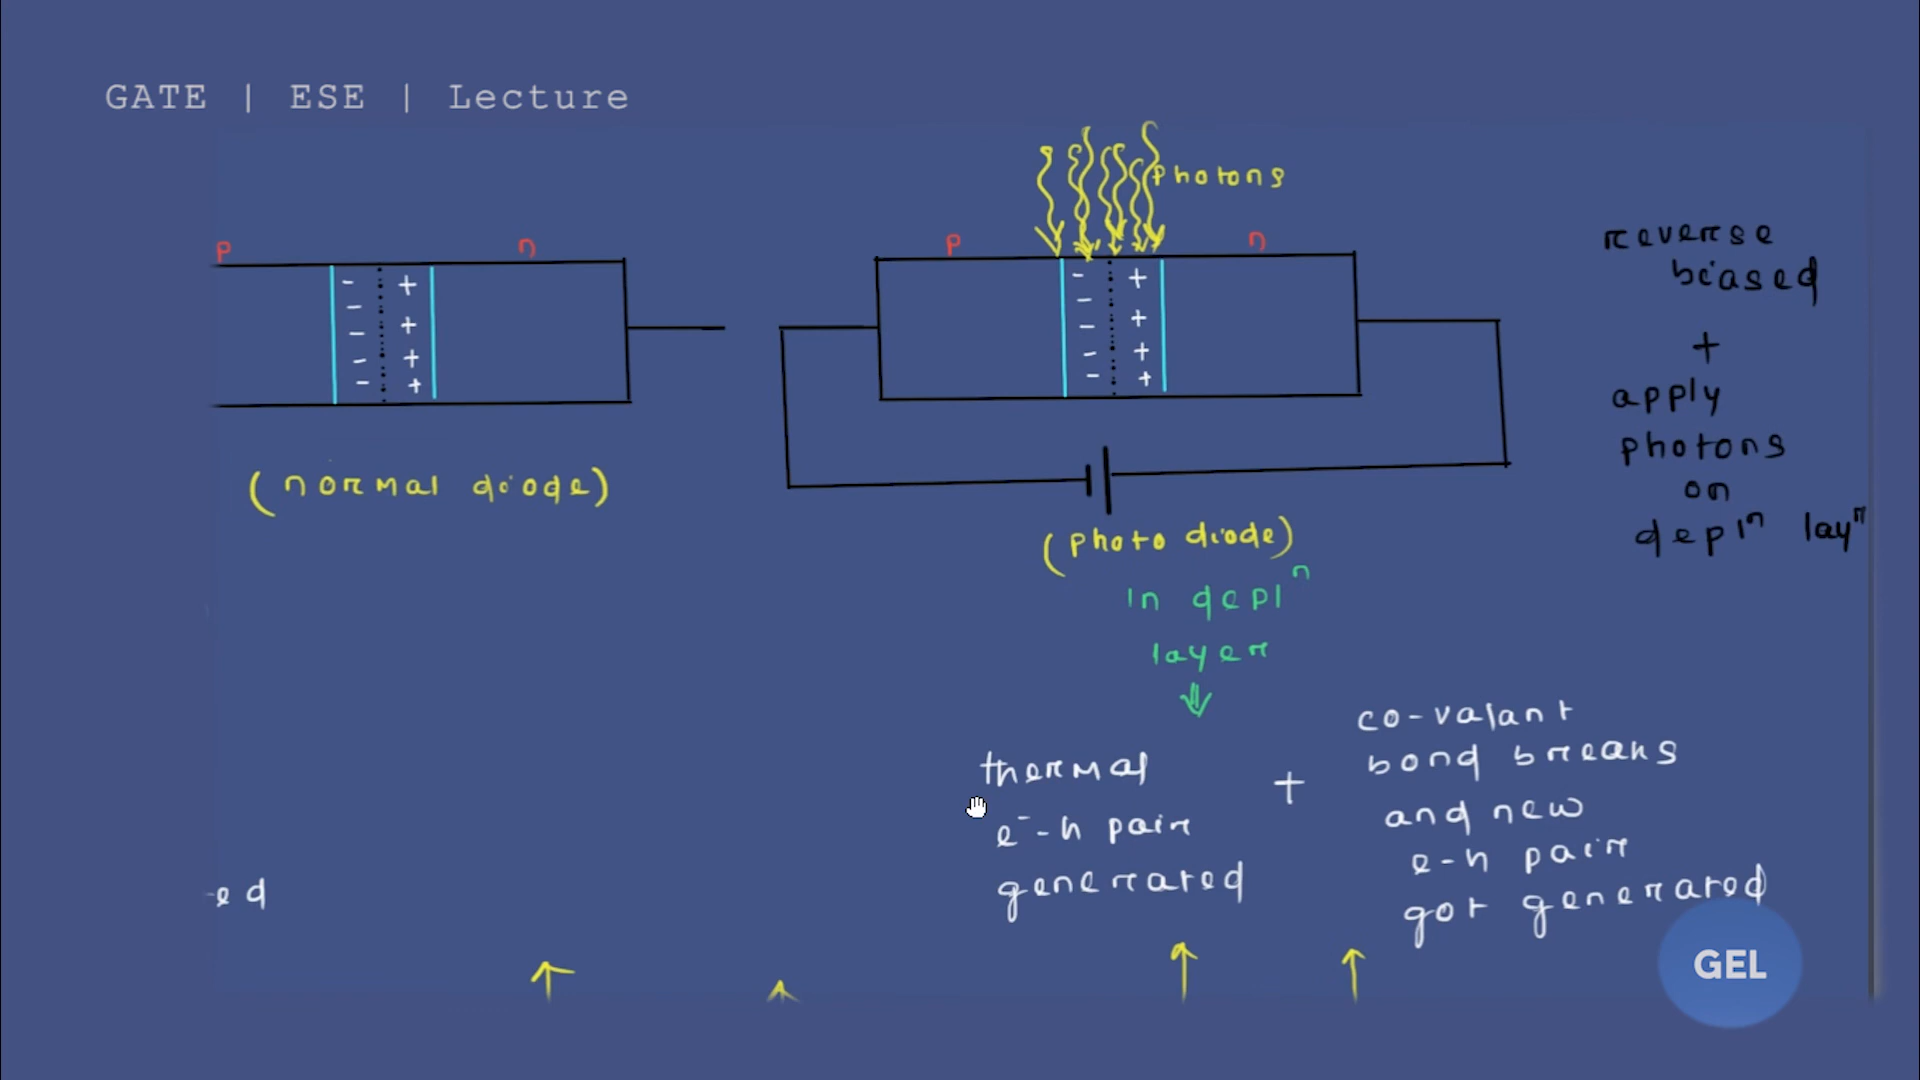 GATE | ESE | Lecture
photons
p n
p n
- +
- +
- +
- +
- +
- +
- +
- +
- +
- +
reverse
biased
+
apply
photons
on
deplⁿ layʳ
(normal diode)
(photo diode)
in deplⁿ
layer
thermal
e⁻-h pair
generated
+
co-valant
bond breaks
and new
e-h pair
got generated
-ed
GEL